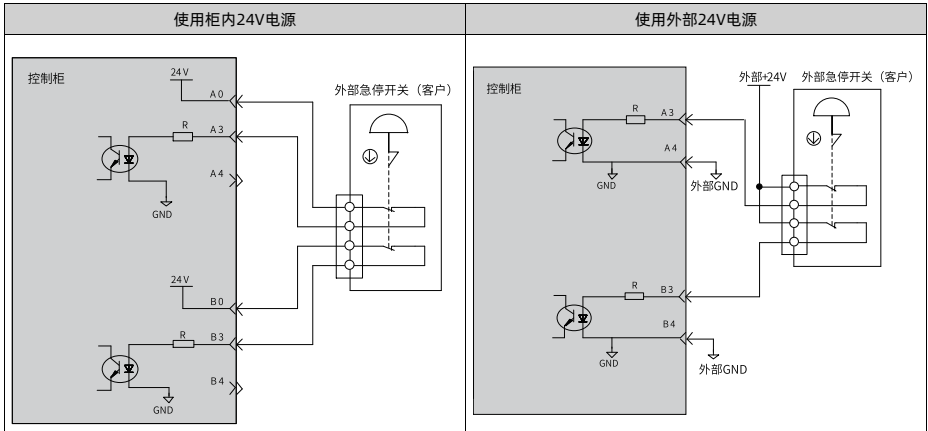 使用柜内24V电源
使用外部24V电源
控制柜
24V
A0
外部急停开关（客户）
R
A3
A4
GND
24V
B0
R
B3
B4
GND
控制柜
外部+24V
外部急停开关（客户）
R
A3
A4
GND
外部GND
R
B3
B4
GND
外部GND